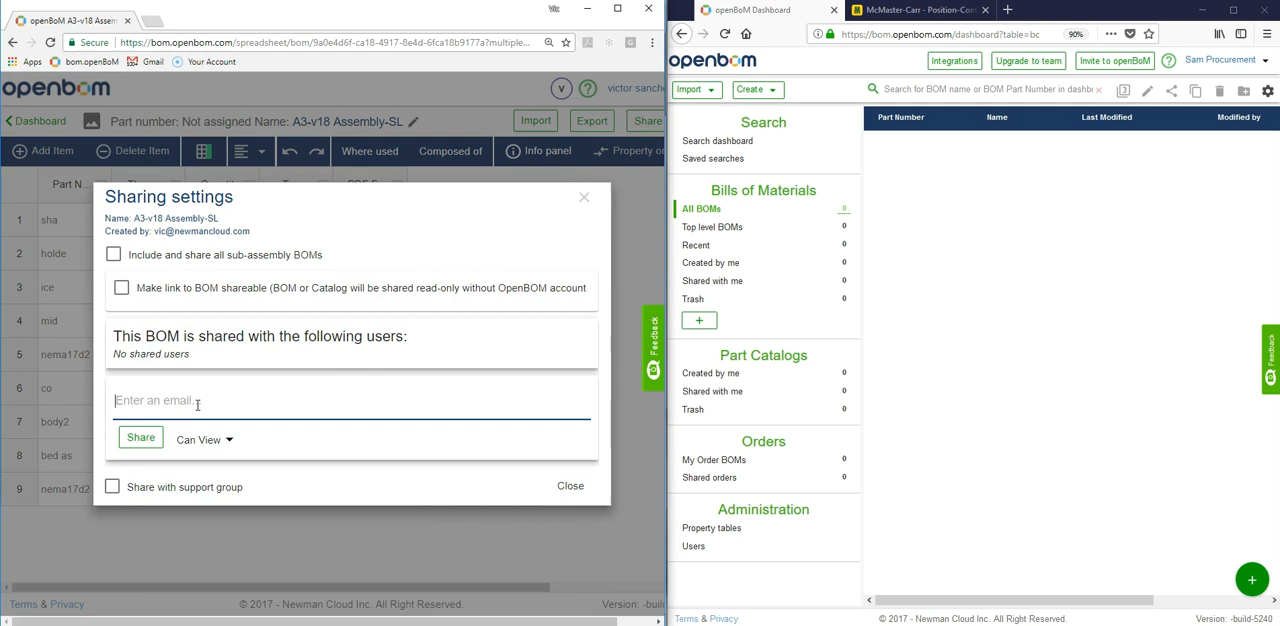 openBoM A3-v18 Assem
Vic
Secure
https://bom.openbom.com/spreadsheet/bom/9a0e4d6f-ca18-4917-8e4d-6fca18b9177a?multiple...
Apps
bom.openBOM
Gmail
Your Account
openbom
V
?
victor sanche
Dashboard
Part number: Not assigned Name: A3-v18 Assembly-SL
Import
Export
Share
Add Item
Delete Item
Where used
Composed of
Info panel
Property or
Part N...
1 sha
2 holde
3 ice
4 mid
5 nema17d2
6 co
7 body2
8 bed as
9 nema17d2
Sharing settings
Name: A3-v18 Assembly-SL
Created by: vic@newmancloud.com
Include and share all sub-assembly BOMs
Make link to BOM shareable (BOM or Catalog will be shared read-only without OpenBOM account
This BOM is shared with the following users:
No shared users
Enter an email.
Share
Can View
Share with support group
Close
Feedback
Terms & Privacy
© 2017 - Newman Cloud Inc. All Right Reserved.
Version: -build
openBoM Dashboard
McMaster-Carr - Position-Con
https://bom.openbom.com/dashboard?table=bc
90%
openbom
Integrations
Upgrade to team
Invite to openBoM
?
Sam Procurement
Import
Create
Search for BOM name or BOM Part Number in dashb
3
Search
Search dashboard
Saved searches
Bills of Materials
All BOMs 0
Top level BOMs 0
Recent 0
Created by me 0
Shared with me 0
Trash 0
+
Part Catalogs
Created by me 0
Shared with me 0
Trash 0
Orders
My Order BOMs 0
Shared orders 0
Administration
Property tables
Users
Part Number
Name
Last Modified
Modified by
Feedback
+
Terms & Privacy
© 2017 - Newman Cloud Inc. All Right Reserved.
Version: -build-5240